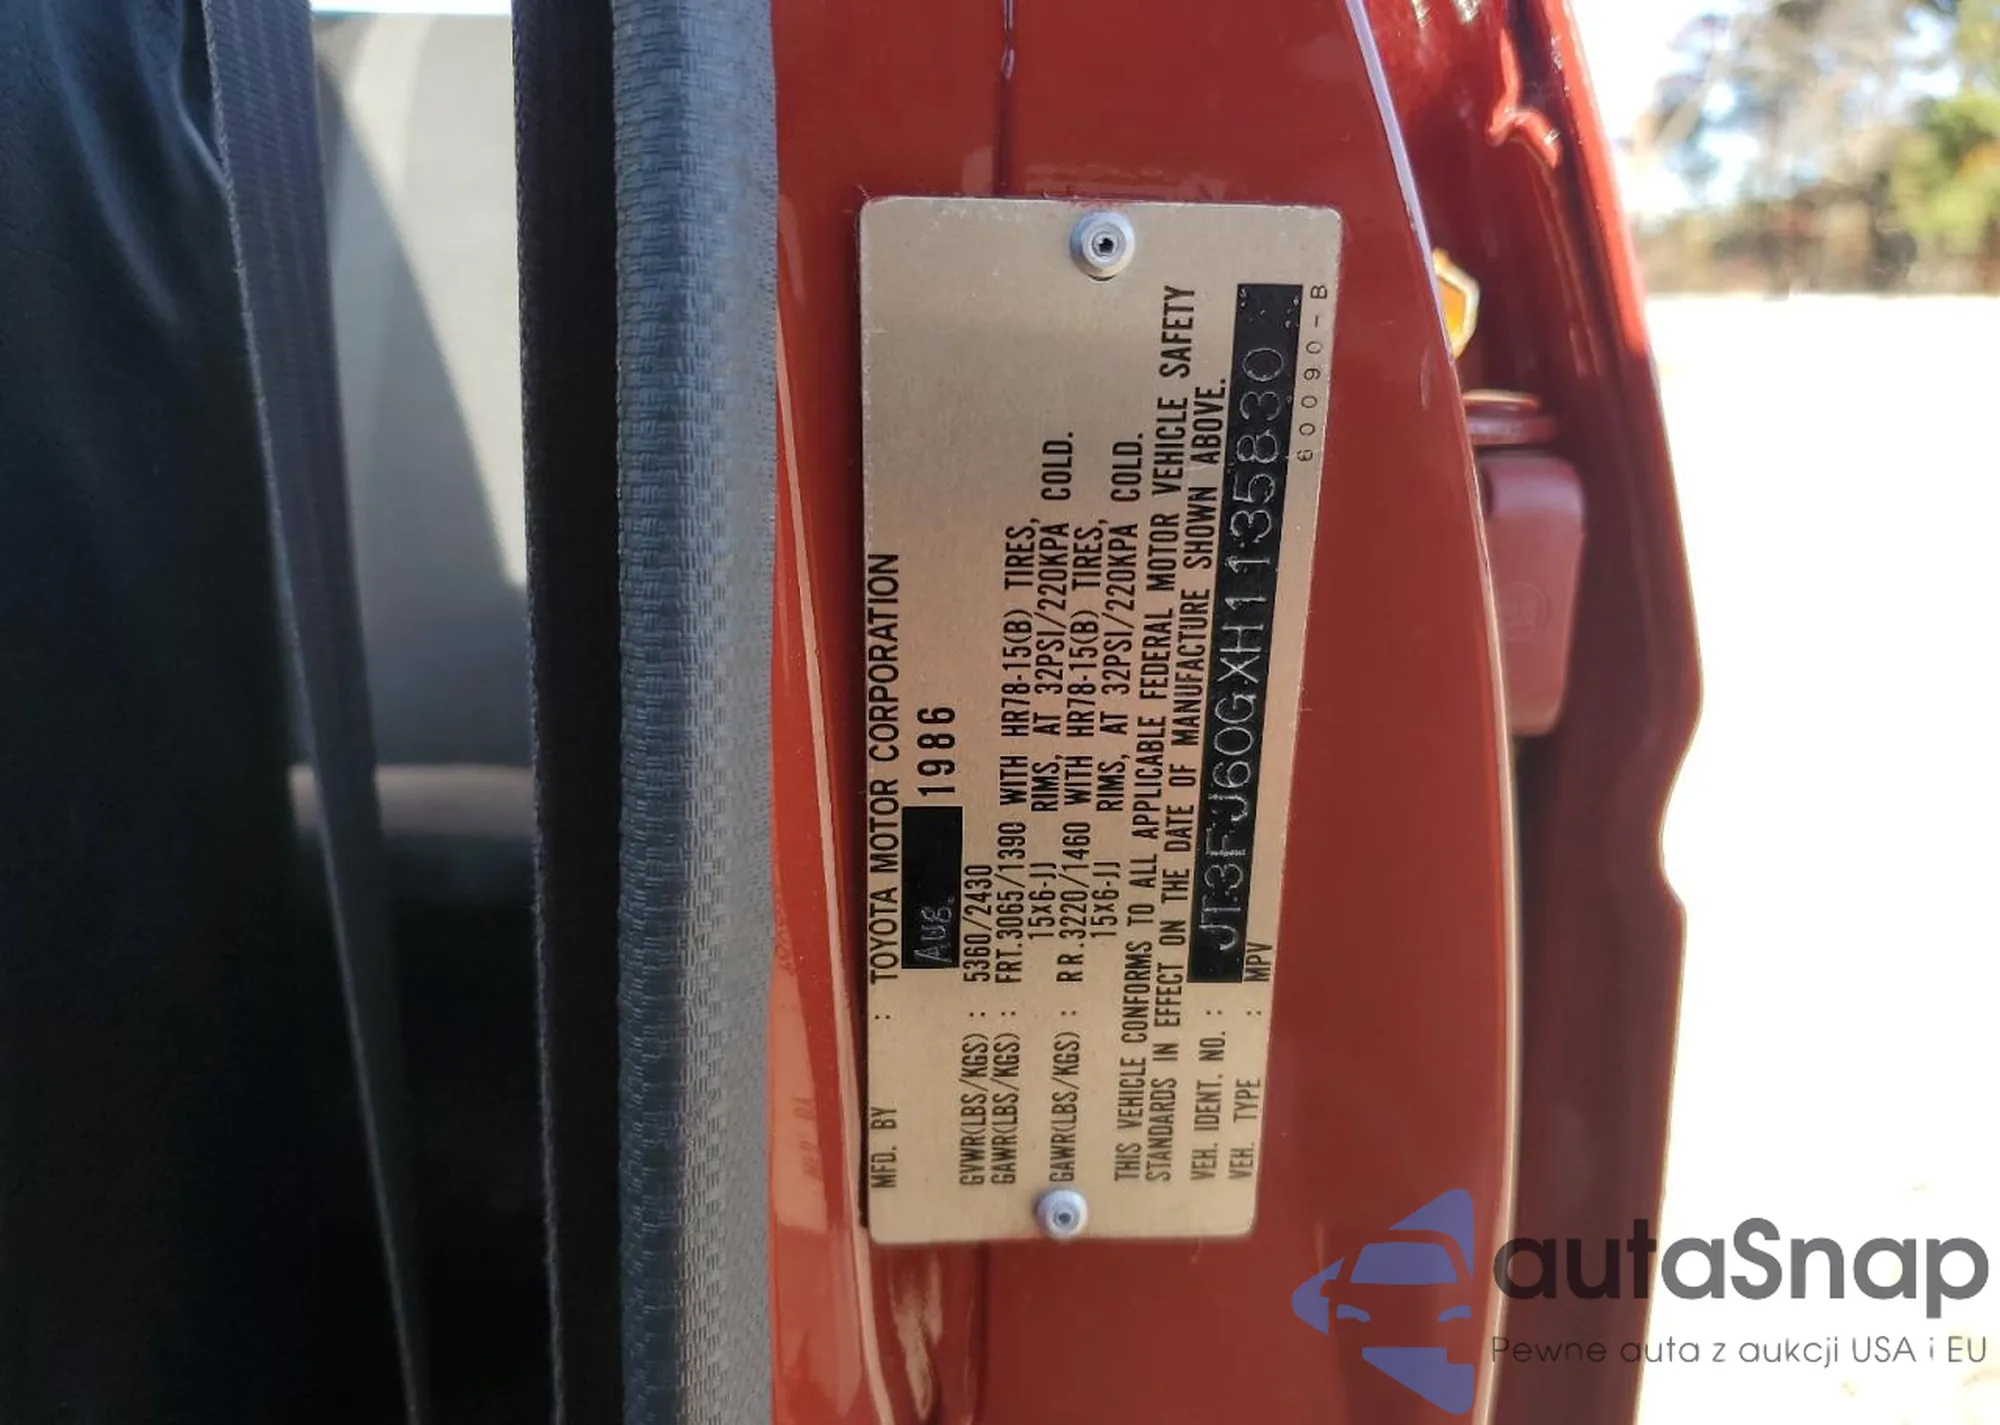 MFD. BY : TOYOTA MOTOR CORPORATION
Aug. 1986
GVWR(LBS/KGS) : 5360/2430
GAWR(LBS/KGS) : FRT.3065/1390 WITH HR78-15(B) TIRES,
15X6-JJ RIMS, AT 32PSI/220KPA COLD.
GAWR(LBS/KGS) : RR.3220/1460 WITH HR78-15(B) TIRES,
15X6-JJ RIMS, AT 32PSI/220KPA COLD.
THIS VEHICLE CONFORMS TO ALL APPLICABLE FEDERAL MOTOR VEHICLE SAFETY
STANDARDS IN EFFECT ON THE DATE OF MANUFACTURE SHOWN ABOVE.
VEH. IDENT. NO. : JT3FJ60GXH1135830
VEH. TYPE : MPV 60090-B
autaSnap
Pewne auta z aukcji USA i EU